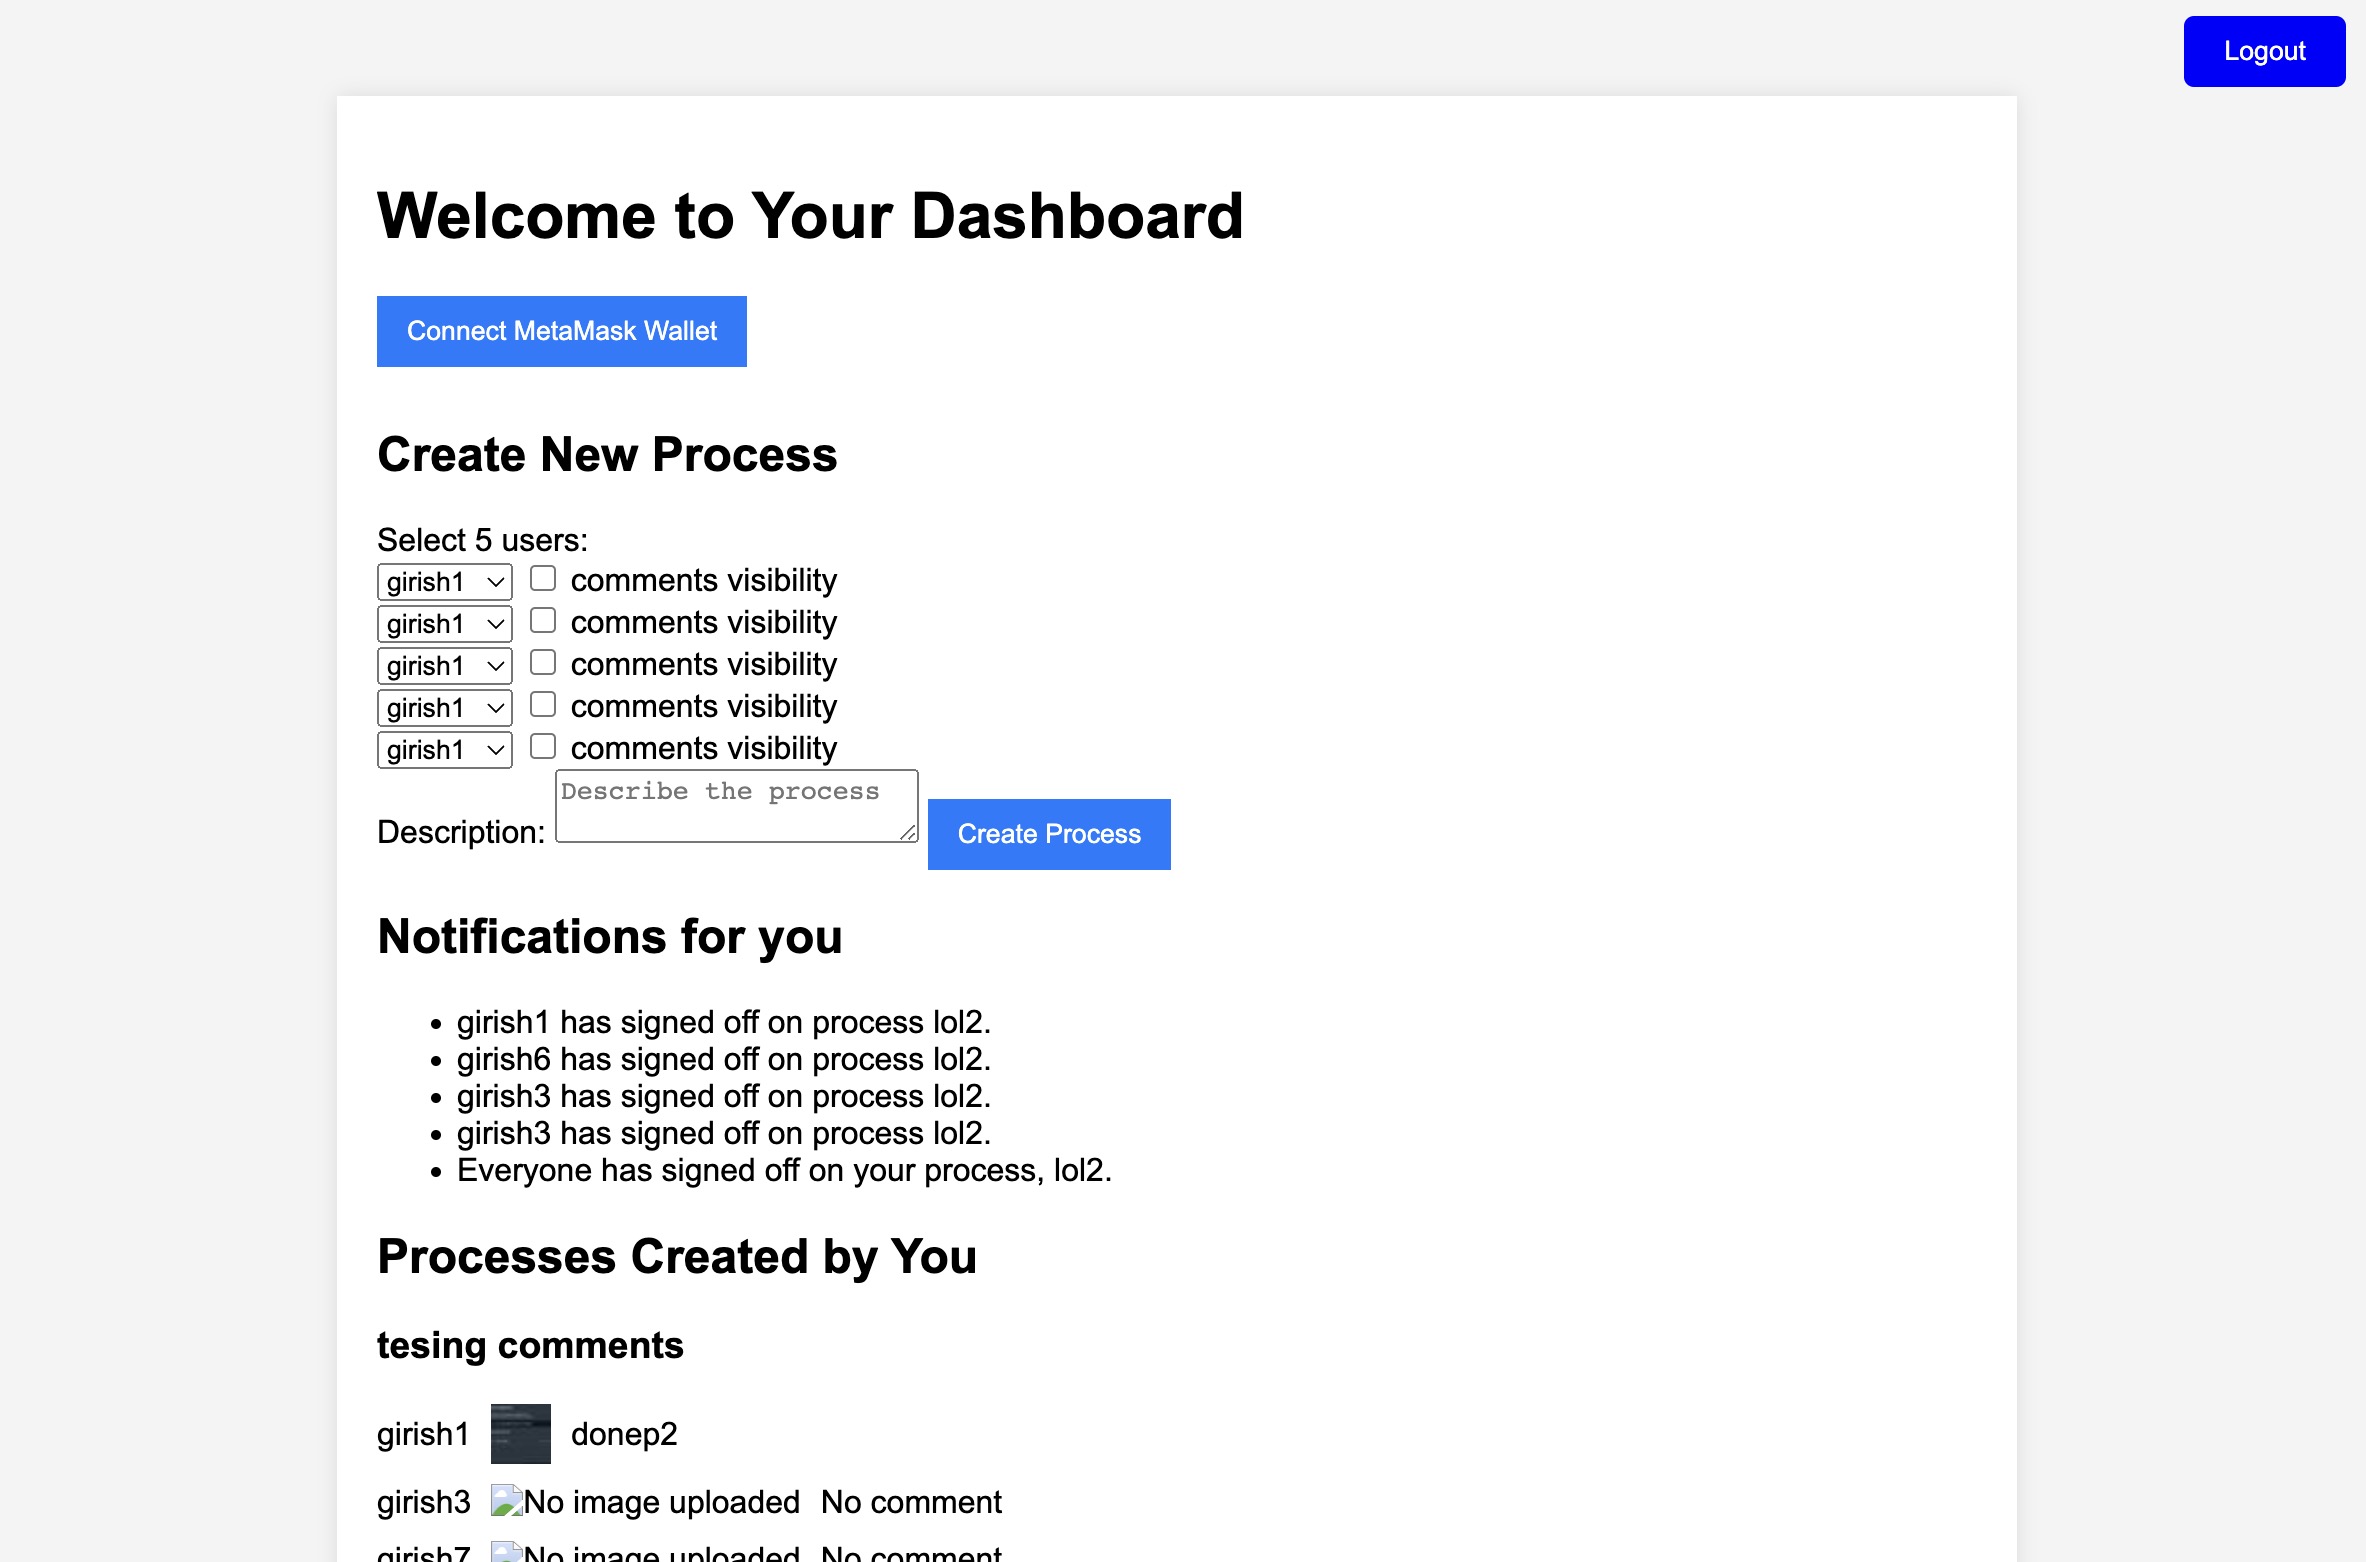 Logout
Welcome to Your Dashboard
Connect MetaMask Wallet
Create New Process
Select 5 users:
girish1 comments visibility
girish1 comments visibility
girish1 comments visibility
girish1 comments visibility
girish1 comments visibility
Description: Describe the process Create Process
Notifications for you
girish1 has signed off on process lol2.
girish6 has signed off on process lol2.
girish3 has signed off on process lol2.
girish3 has signed off on process lol2.
Everyone has signed off on your process, lol2.
Processes Created by You
tesing comments
girish1 donep2
girish3 No image uploaded No comment
girish7 No image uploaded No comment